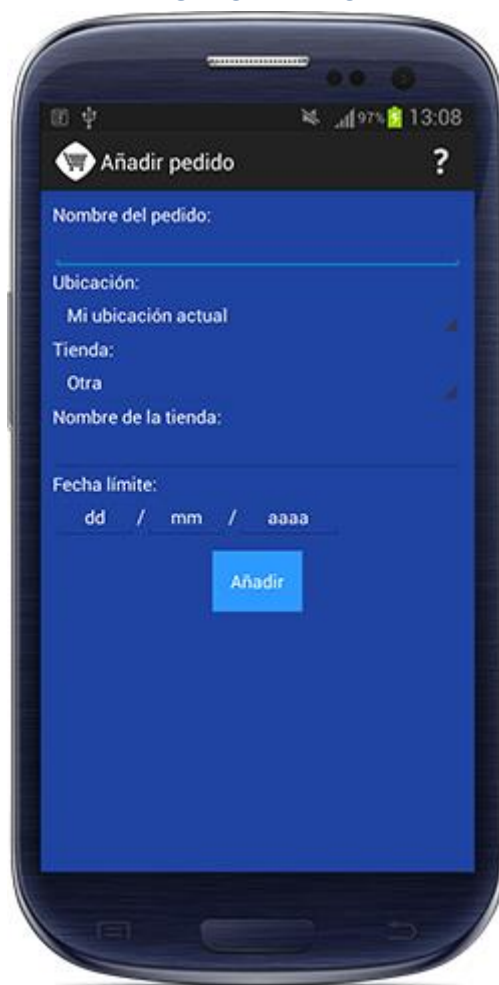 97% 13:08
Añadir pedido ?
Nombre del pedido:
Ubicación:
Mi ubicación actual
Tienda:
Otra
Nombre de la tienda:
Fecha límite:
dd / mm / aaaa
Añadir